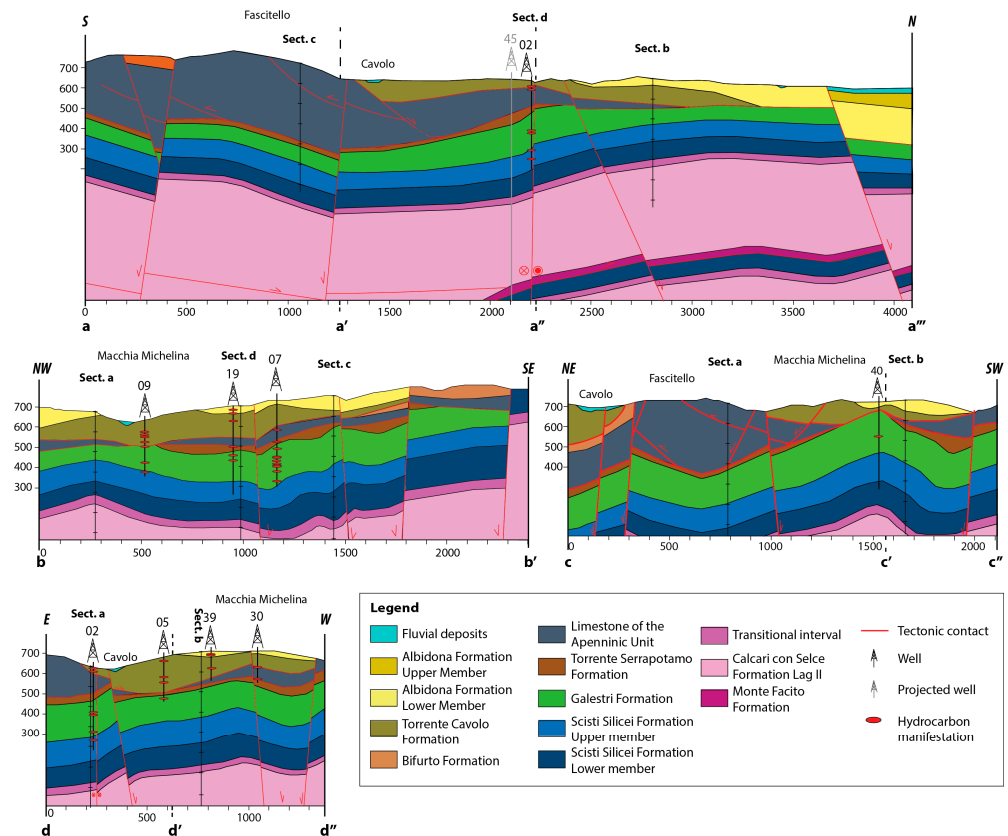 Fascitello
S
Sect. d
N
Sect. c
45
02
Sect. b
Cavolo
700
600
500
400
300
0
500
1000
1500
2000
2500
3000
3500
4000
a
a'
a"
a'''
Macchia Michelina
NW
Sect. d
07
SE
Sect. a
19
Sect. c
09
700
600
500
400
300
0
500
1000
1500
2000
b
b'
NE
Sect. a
Macchia Michelina
Sect. b
SW
Fascitello
40
Cavolo
700
600
500
400
0
500
1000
1500
2000
c
c'
c"
Macchia Michelina
E
Sect. a
Sect. b
W
02
05
39
30
Cavolo
700
600
500
400
300
0
500
1000
d
d'
d"
Legend
Fluvial deposits
Albidona Formation
Upper Member
Albidona Formation
Lower Member
Torrente Cavolo
Formation
Bifurto Formation
Limestone of the
Apenninic Unit
Torrente Serrapotamo
Formation
Galestri Formation
Scisti Silicei Formation
Upper member
Scisti Silicei Formation
Lower member
Transitional interval
Calcari con Selce
Formation Lag II
Monte Facito
Formation
Tectonic contact
Well
Projected well
Hydrocarbon
manifestation